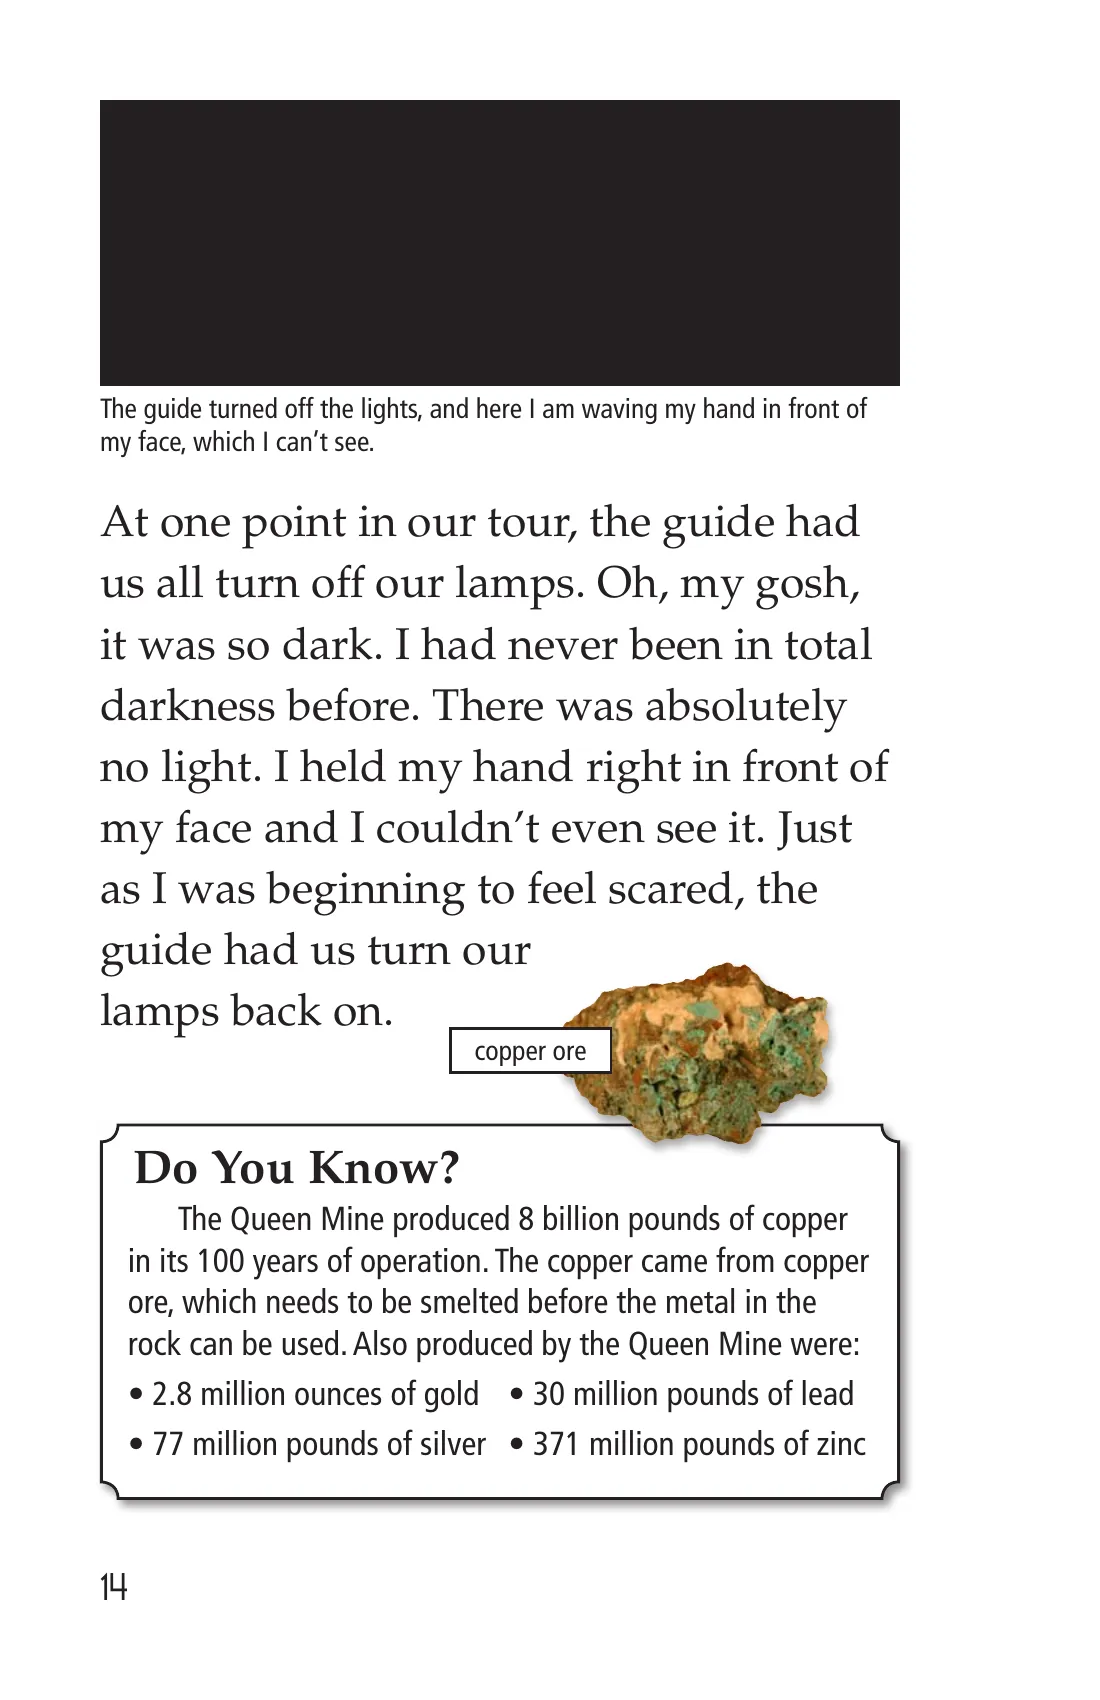 The guide turned off the lights, and here I am waving my hand in front of
my face, which I can’t see.
At one point in our tour, the guide had
us all turn off our lamps. Oh, my gosh,
it was so dark. I had never been in total
darkness before. There was absolutely
no light. I held my hand right in front of
my face and I couldn’t even see it. Just
as I was beginning to feel scared, the
guide had us turn our
lamps back on.
copper ore
Do You Know?
The Queen Mine produced 8 billion pounds of copper
in its 100 years of operation. The copper came from copper
ore, which needs to be smelted before the metal in the
rock can be used. Also produced by the Queen Mine were:
• 2.8 million ounces of gold • 30 million pounds of lead
• 77 million pounds of silver • 371 million pounds of zinc
14